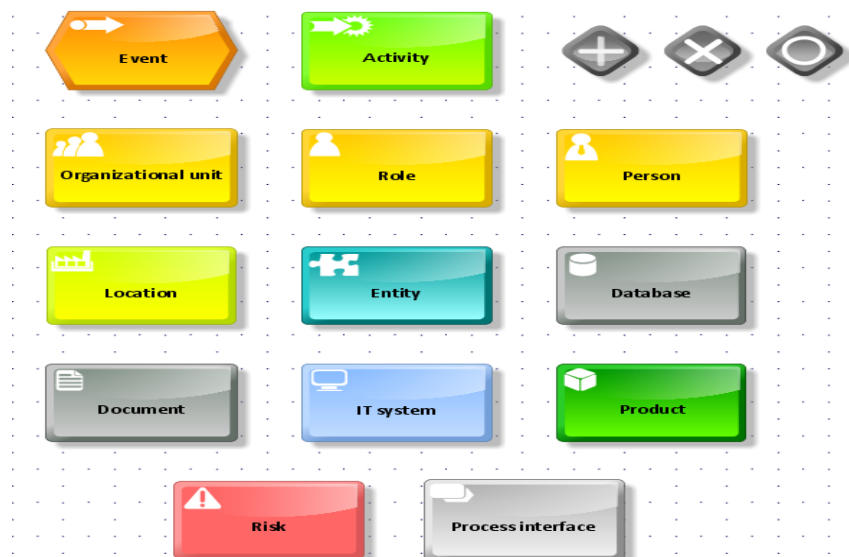 Event
Activity
Organizational unit
Role
Person
Location
Entity
Database
Document
IT system
Product
Risk
Process interface